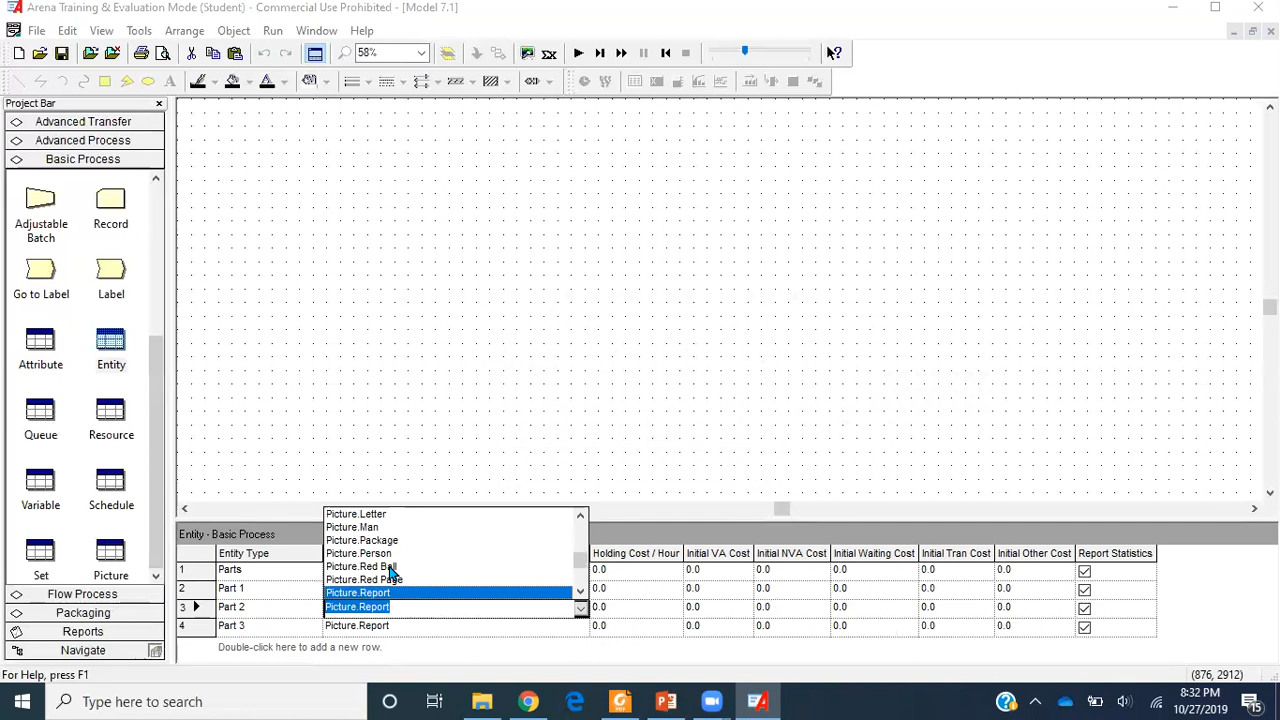 Arena Training & Evaluation Mode (Student) - Commercial Use Prohibited - [Model 7.1]
File Edit View Tools Arrange Object Run Window Help
58%
Project Bar
Advanced Transfer
Advanced Process
Basic Process
Adjustable Batch
Record
Go to Label
Label
Attribute
Entity
Queue
Resource
Variable
Schedule
Set
Picture
Flow Process
Packaging
Reports
Navigate
Picture.Letter
Picture.Man
Picture.Package
Picture.Person
Picture.Red Ball
Picture.Red Page
Picture.Report
Entity - Basic Process
Entity Type Holding Cost / Hour Initial VA Cost Initial NVA Cost Initial Waiting Cost Initial Tran Cost Initial Other Cost Report Statistics
1 Parts 0.0 0.0 0.0 0.0 0.0 0.0
2 Part 1 0.0 0.0 0.0 0.0 0.0 0.0
3 Part 2 Picture.Report 0.0 0.0 0.0 0.0 0.0 0.0
4 Part 3 Picture.Report 0.0 0.0 0.0 0.0 0.0 0.0
Double-click here to add a new row.
For Help, press F1
(876, 2912)
Type here to search
8:32 PM
10/27/2019
15